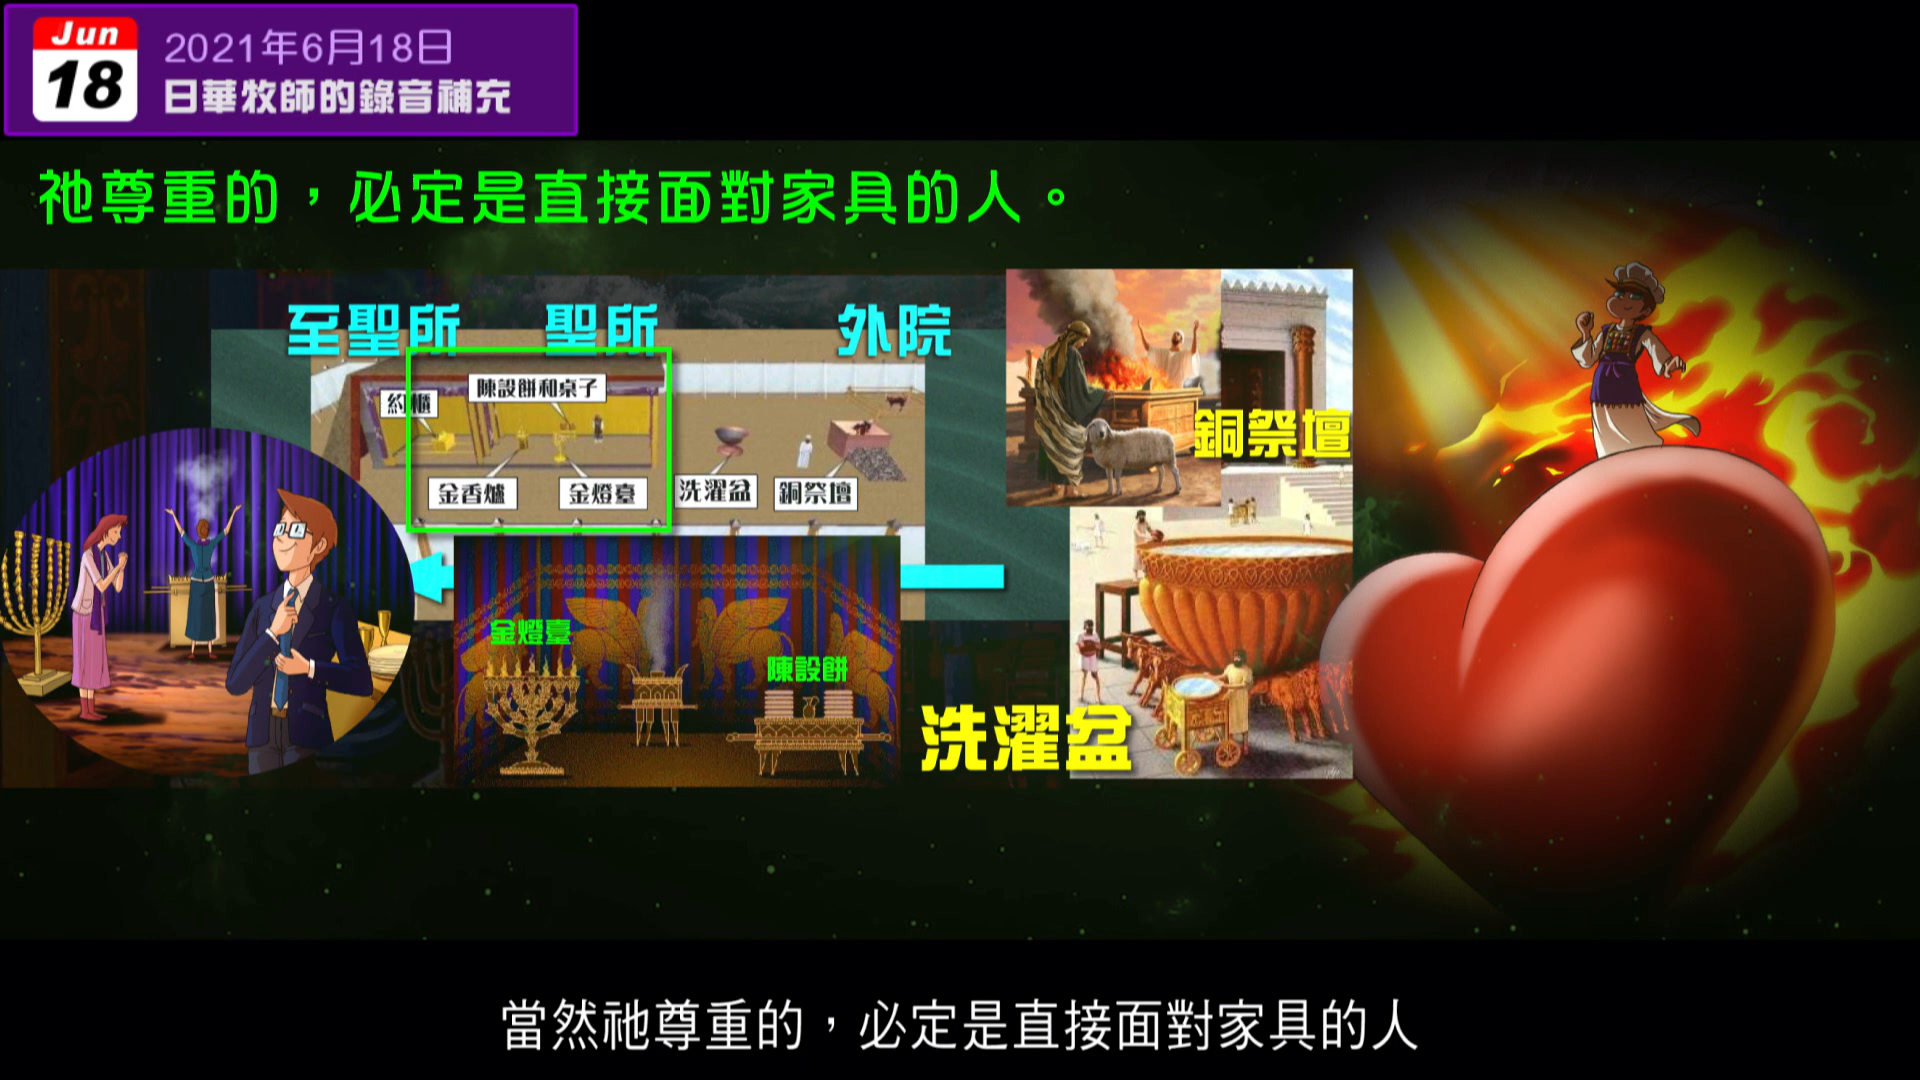 Jun
18
2021年6月18日
日華牧師的錄音補充
祂尊重的，必定是直接面對家具的人。
至聖所
聖所
外院
約櫃
陳設餅和桌子
金香爐
金燈臺
洗濯盆
銅祭壇
銅祭壇
金燈臺
陳設餅
洗濯盆
當然祂尊重的，必定是直接面對家具的人